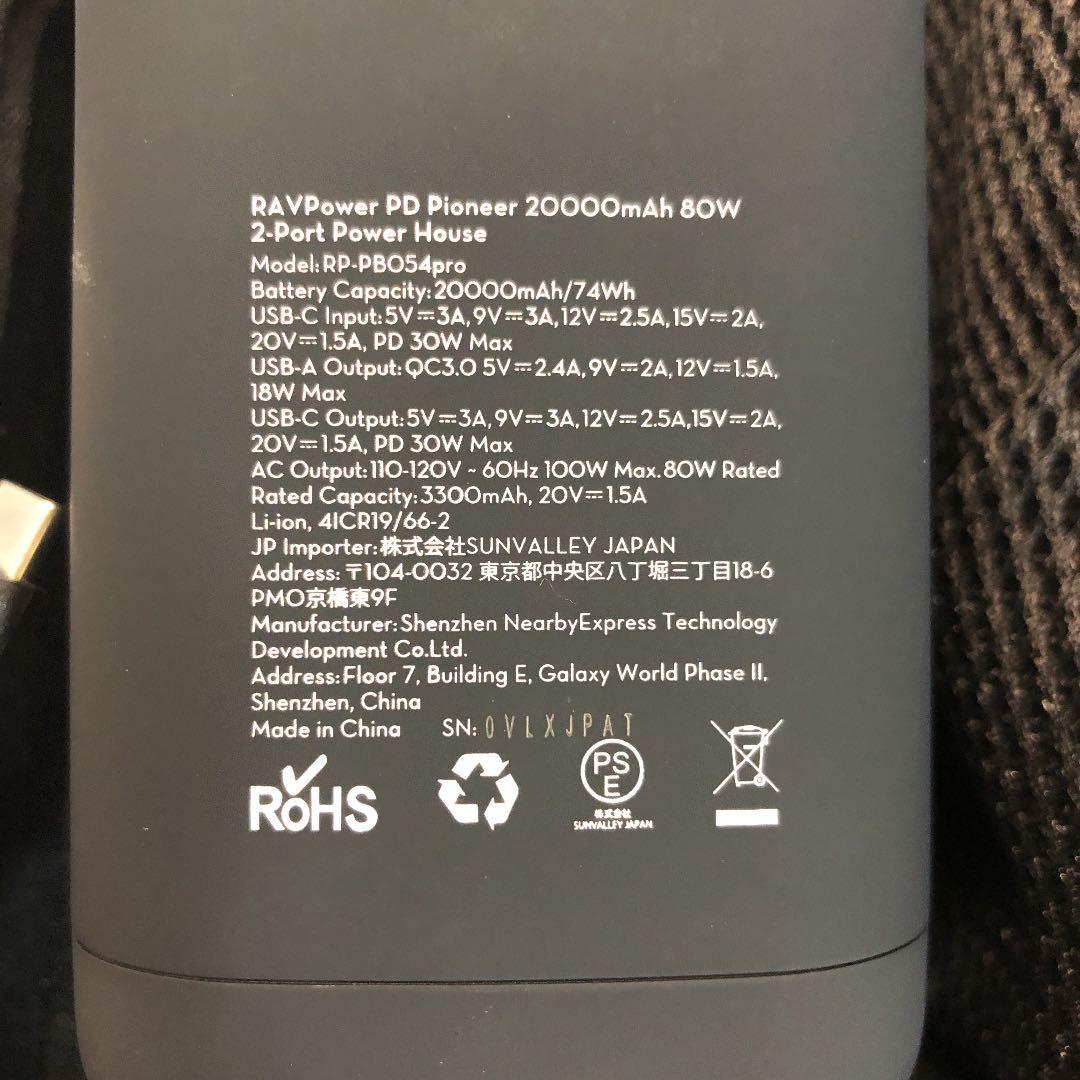 RAVPower PD Pioneer 20000mAh 80W
2-Port Power House
Model:RP-PB054pro
Battery Capacity:20000mAh/74Wh
USB-C Input:5V⎓3A,9V⎓3A,12V⎓2.5A,15V⎓2A,
20V⎓1.5A, PD 30W Max
USB-A Output:QC3.0 5V⎓2.4A,9V⎓2A,12V⎓1.5A,
18W Max
USB-C Output:5V⎓3A,9V⎓3A,12V⎓2.5A,15V⎓2A,
20V⎓1.5A, PD 30W Max
AC Output:110-120V ~ 60Hz 100W Max.80W Rated
Rated Capacity:3300mAh, 20V⎓1.5A
Li-ion, 4ICR19/66-2
JP Importer:株式会社SUNVALLEY JAPAN
Address:〒104-0032 東京都中央区八丁堀三丁目18-6
PMO京橋東9F
Manufacturer:Shenzhen NearbyExpress Technology
Development Co.Ltd.
Address:Floor 7, Building E, Galaxy World Phase II,
Shenzhen, China
Made in China SN: OVLXJPAT
RoHS
PS
E
株式会社
SUNVALLEY JAPAN